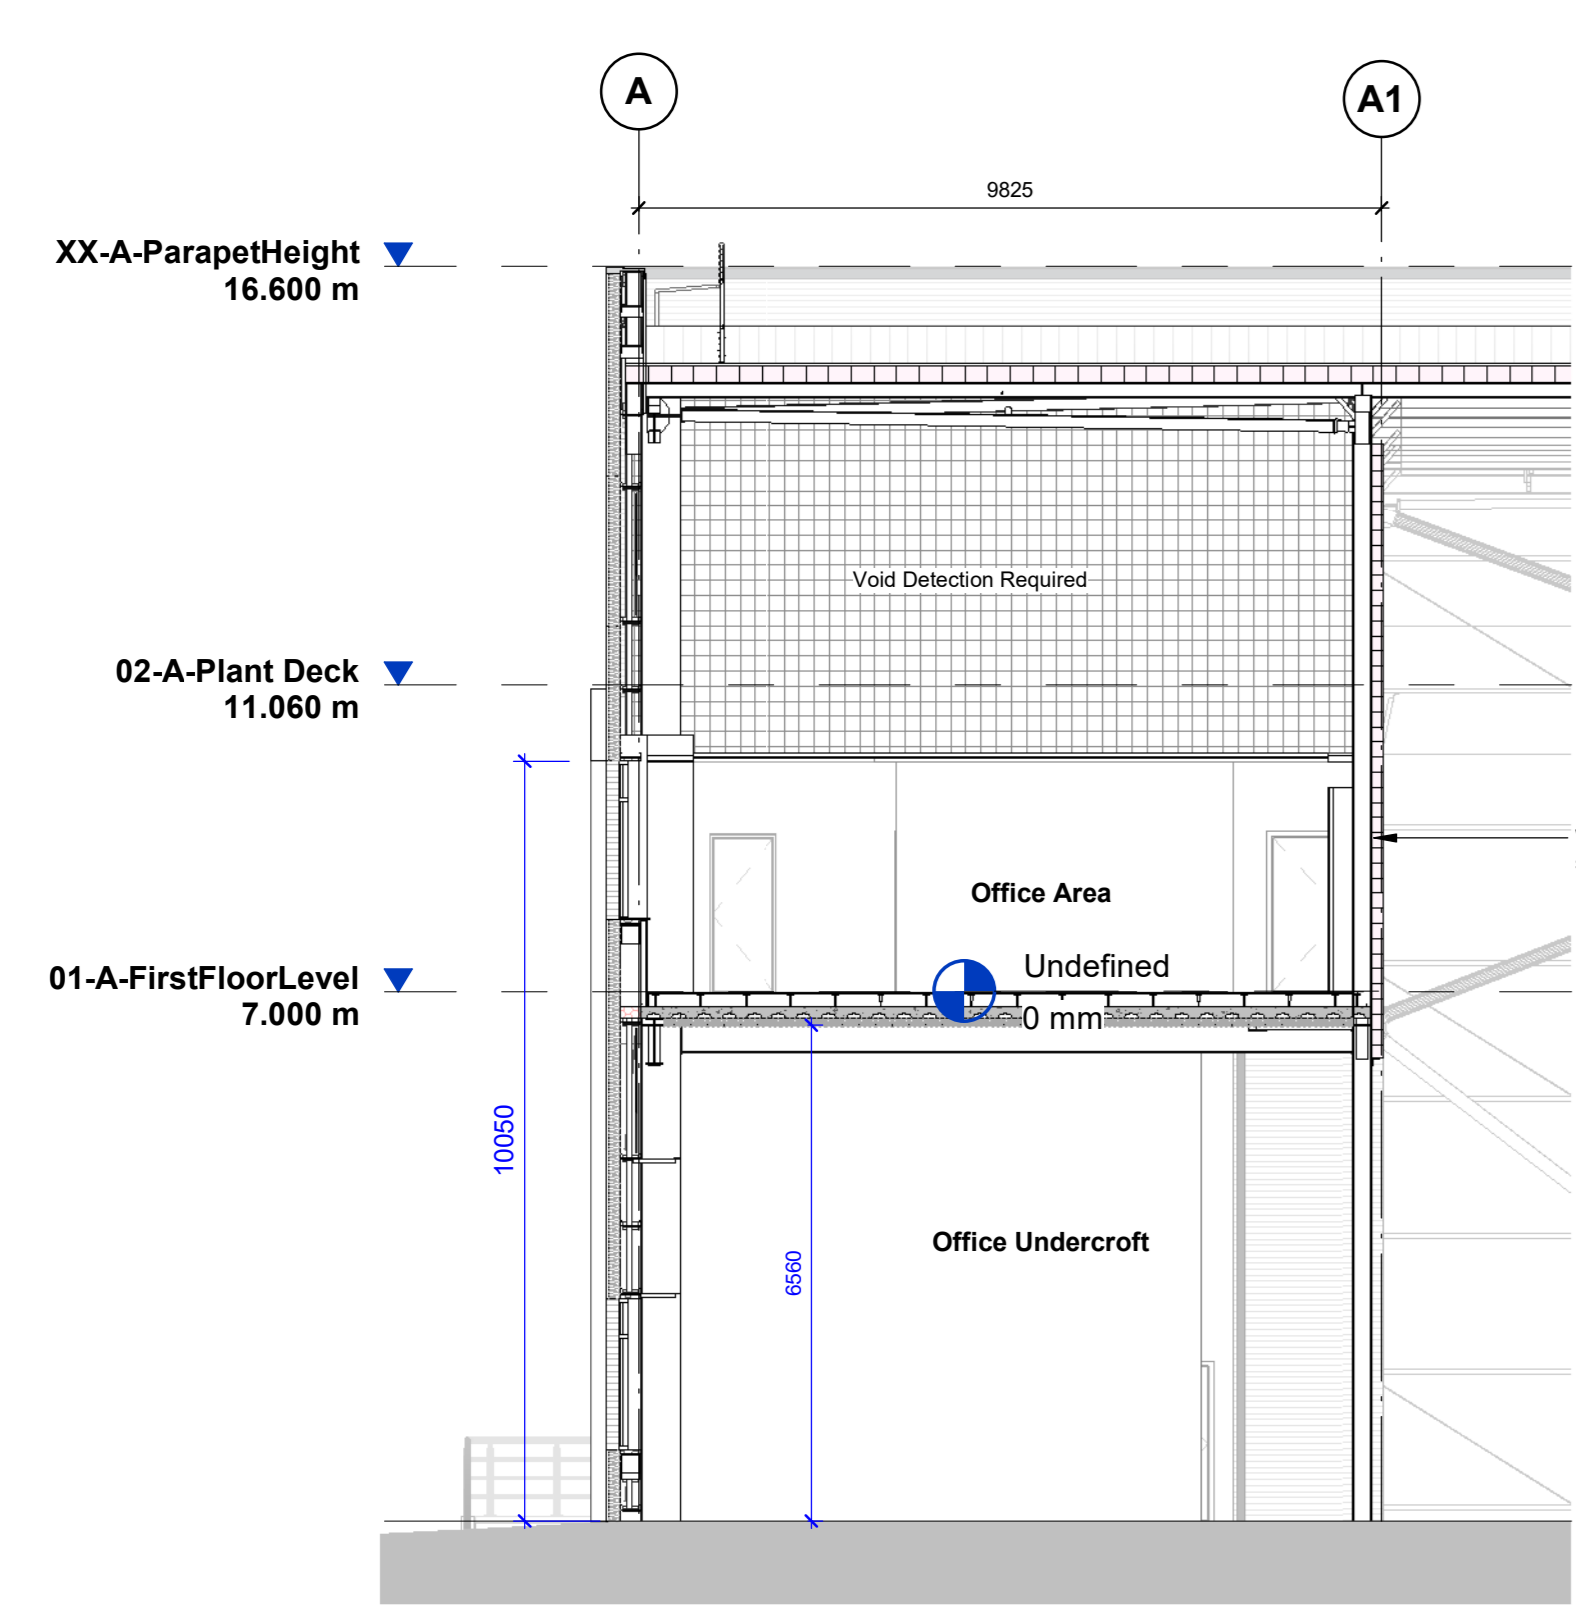 A
A1
9825
XX-A-ParapetHeight
16.600 m
Void Detection Required
02-A-Plant Deck
11.060 m
Office Area
Undefined
01-A-FirstFloorLevel
7.000 m
0 mm
10050
6560
Office Undercroft